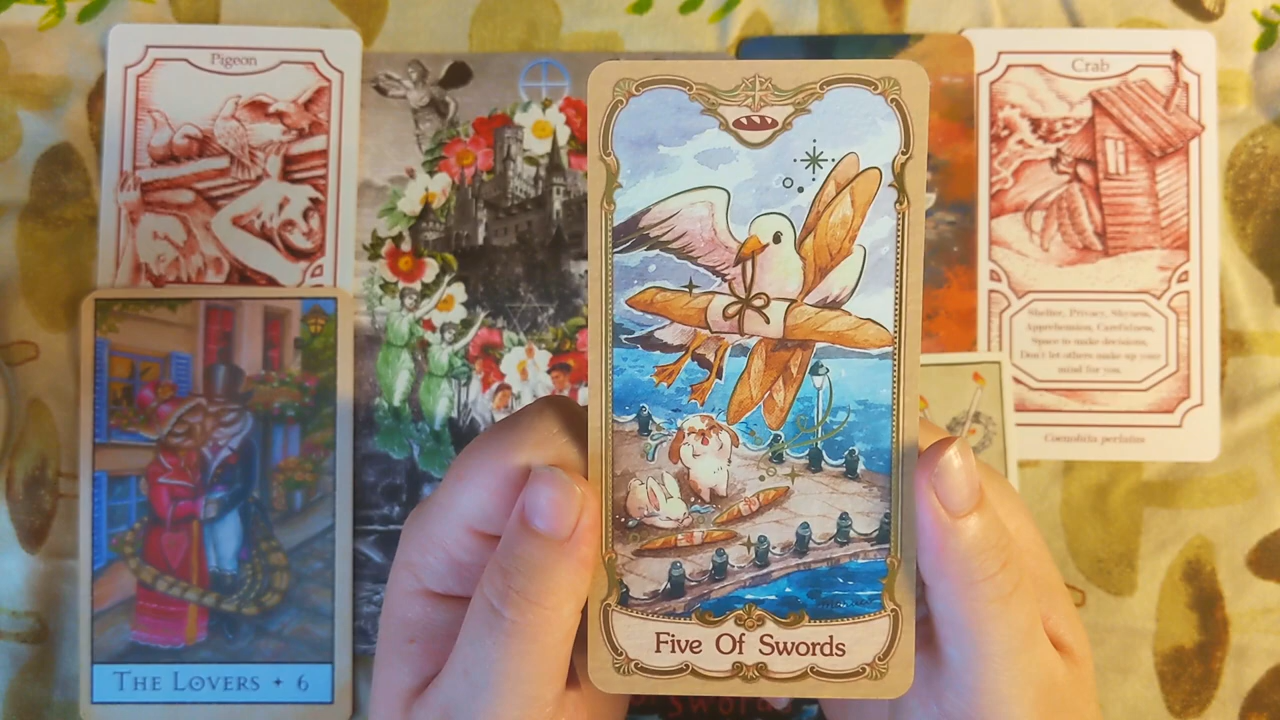 Pigeon
Crab
Shelter, Privacy, Shyness,
Apprehension, Carefulness,
Space to make decisions,
Don't let others make up your
mind for you.
Coenobita perlatus
Five Of Swords
The Lovers ✦ 6
Swords